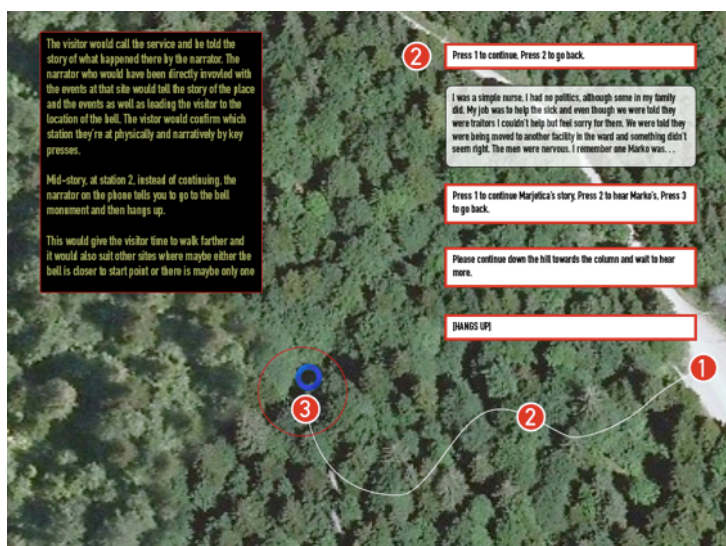 The visitor would call the service and be told the
story of what happened there by the narrator. The
narrator who would have been directly invovled with
the events at that site would tell the story of the place
and the events as well as leading the visitor to the
location of the bell. The vistor would confirm which
station they're at physically and narratively by key
presses.
Mid-story, at station 2, instead of continuing, the
narrator on the phone tells you to go to the bell
monument and then hangs up.
This would give the visitor time to walk farther and
it would also suit other sites where maybe either the
bell is closer to start point or there is maybe only one
2
Press 1 to continue, Press 2 to go back.
I was a simple nurse, I had no politics, although some in my family
did. My job was to help the sick and even though we were told they
were traitors I couldn't help but feel sorry for them. We were told they
were being moved to another facility in the ward and something didn't
seem right. The men were nervous. I remember one Marko was. . .
Press 1 to continue Marjetica's story, Press 2 to hear Marko's, Press 3
to go back.
Please continue down the hill towards the column and wait to hear
more.
[HANGS UP]
1
2
3